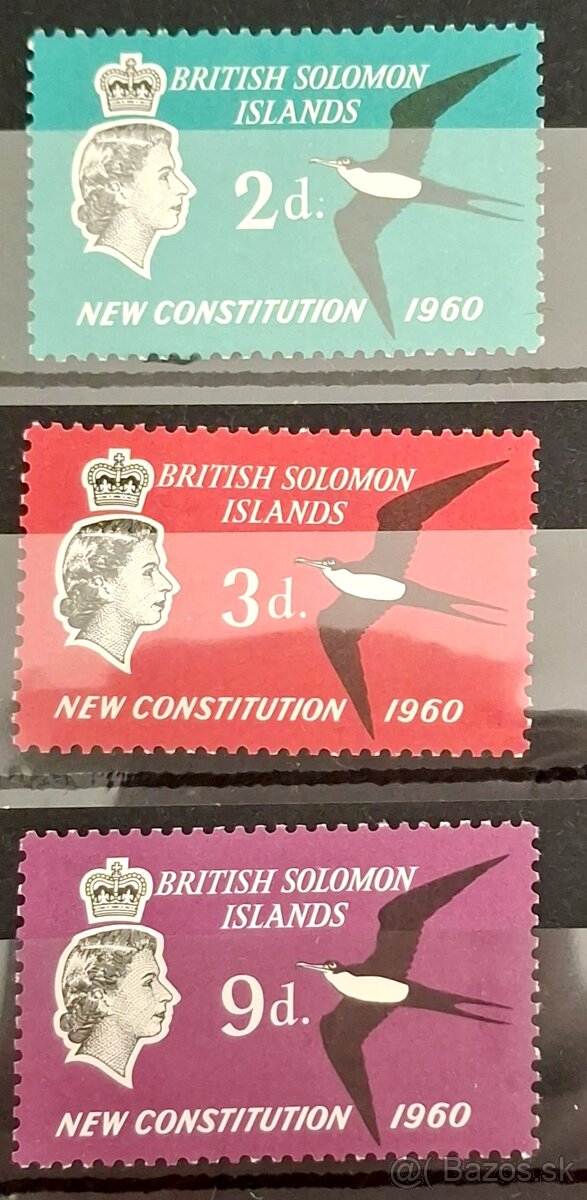 BRITISH SOLOMON
ISLANDS
2d.
NEW CONSTITUTION 1960
BRITISH SOLOMON
ISLANDS
3d.
NEW CONSTITUTION 1960
BRITISH SOLOMON
ISLANDS
9d.
NEW CONSTITUTION 1960
@( Bazos.sk